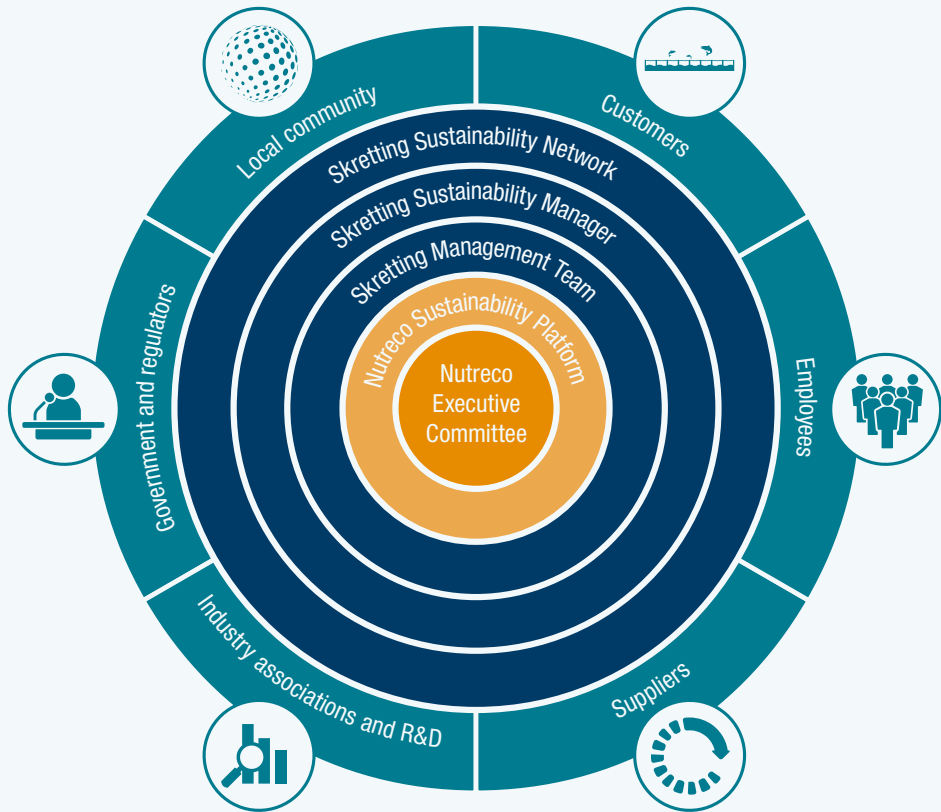 Local community
Customers
Skretting Sustainability Network
Skretting Sustainability Manager
Skretting Management Team
Nutreco Sustainability Platform
Nutreco
Executive
Committee
Government and regulators
Employees
Industry associations and R&D
Suppliers